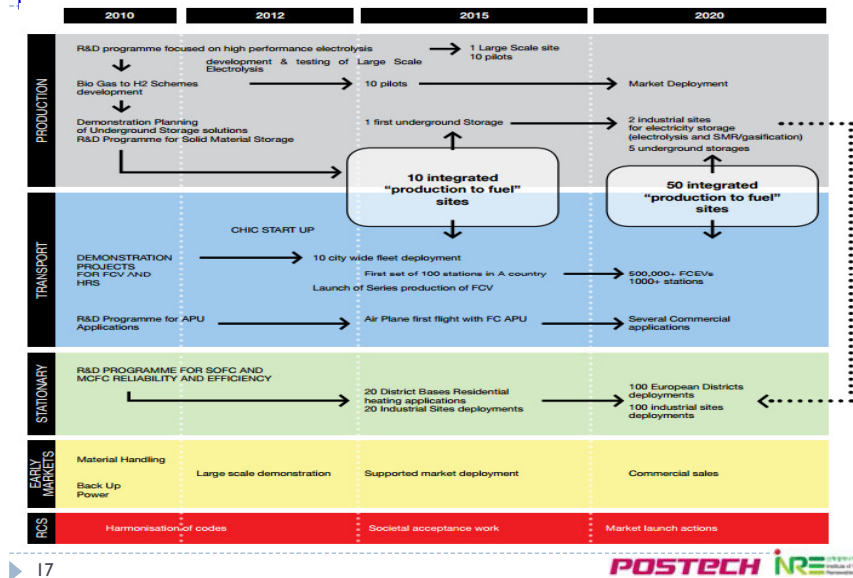 2010
2012
2015
2020
PRODUCTION
R&D programme focused on high performance electrolysis
1 Large Scale site
10 pilots
development & testing of Large Scale
Electrolysis
Bio Gas to H2 Schemes
development
10 pilots
Market Deployment
Demonstration Planning
of Underground Storage solutions
R&D Programme for Solid Material Storage
1 first underground Storage
2 industrial sites
for electricity storage
(electrolysis and SMR/gasification)
5 underground storages
10 integrated
“production to fuel”
sites
50 integrated
“production to fuel”
sites
TRANSPORT
CHIC START UP
DEMONSTRATION
PROJECTS
FOR FCV AND
HRS
10 city wide fleet deployment
First set of 100 stations in A country
Launch of Series production of FCV
500,000+ FCEVs
1000+ stations
R&D Programme for APU
Applications
Air Plane first flight with FC APU
Several Commercial
applications
STATIONARY
R&D PROGRAMME FOR SOFC AND
MCFC RELIABILITY AND EFFICIENCY
20 District Bases Residential
heating applications
20 Industrial Sites deployments
100 European Districts
deployments
100 industrial sites
deployments
EARLY
MARKETS
Material Handling
Back Up
Power
Large scale demonstration
Supported market deployment
Commercial sales
RCS
Harmonisation of codes
Societal acceptance work
Market launch actions
17
POSTECH